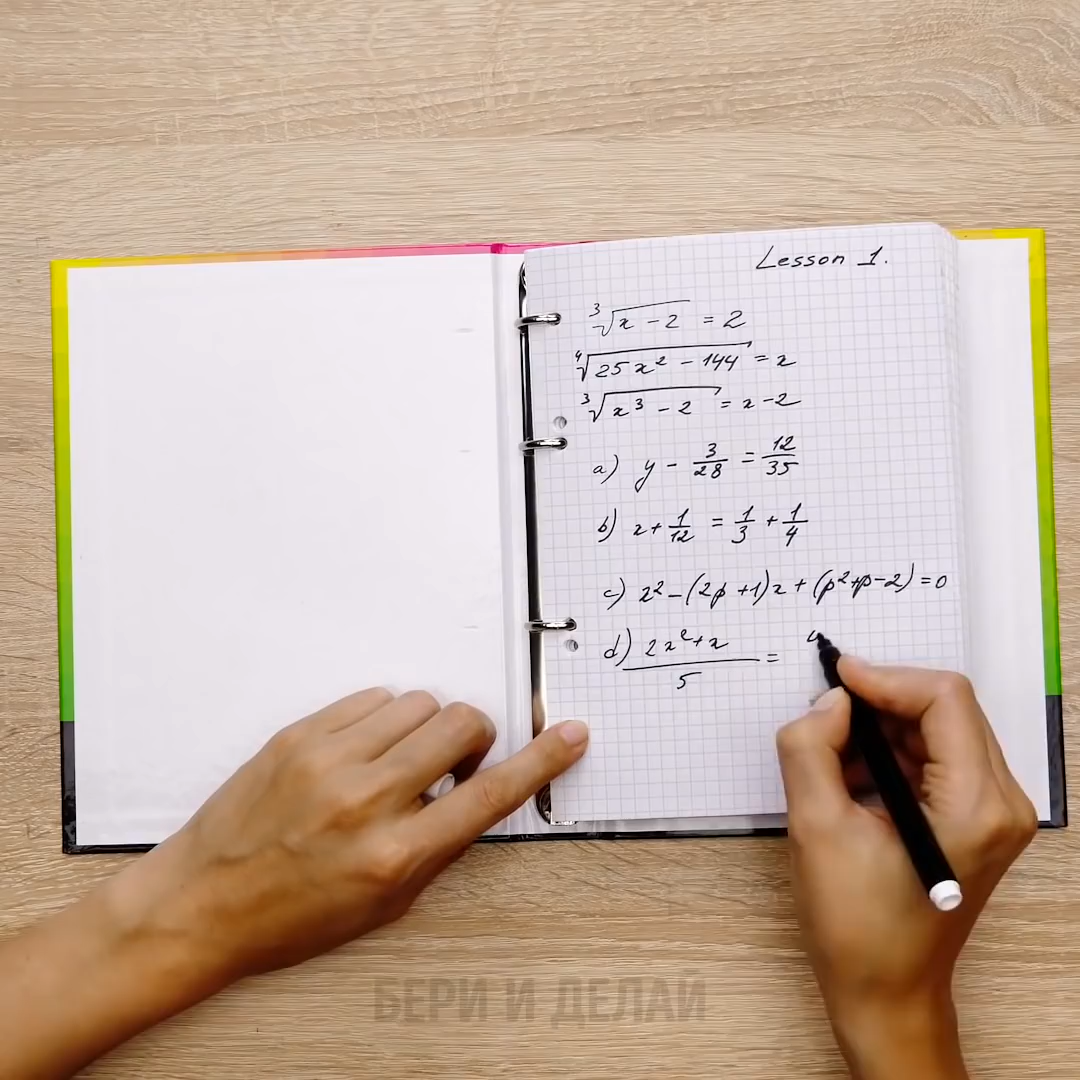 Lesson 1.
∛(x - 2) = 2
∜(25x² - 144) = x
∛(x³ - 2) = x - 2
a) y - 3/28 = 12/35
b) x + 1/12 = 1/3 + 1/4
c) x² - (2p + 1)x + (p² + p - 2) = 0
d) (2x² + x)/5 =
БЕРИ И ДЕЛАЙ